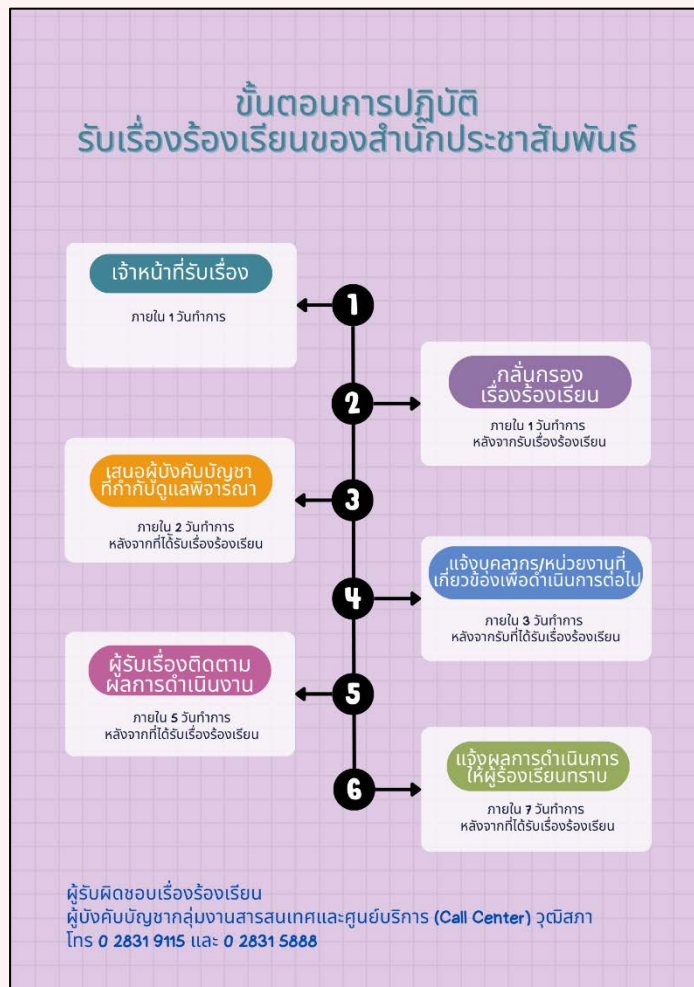 ขั้นตอนการปฏิบัติ
รับเรื่องร้องเรียนของสำนักประชาสัมพันธ์
1
เจ้าหน้าที่รับเรื่อง
ภายใน 1 วันทำการ
2
กลั่นกรอง
เรื่องร้องเรียน
ภายใน 1 วันทำการ
หลังจากรับเรื่องร้องเรียน
3
เสนอผู้บังคับบัญชา
ที่กำกับดูแลพิจารณา
ภายใน 2 วันทำการ
หลังจากที่ได้รับเรื่องร้องเรียน
4
แจ้งบุคลากร/หน่วยงานที่
เกี่ยวข้องเพื่อดำเนินการต่อไป
ภายใน 3 วันทำการ
หลังจากรับที่ได้รับเรื่องร้องเรียน
5
ผู้รับเรื่องติดตาม
ผลการดำเนินงาน
ภายใน 5 วันทำการ
หลังจากที่ได้รับเรื่องร้องเรียน
6
แจ้งผลการดำเนินการ
ให้ผู้ร้องเรียนทราบ
ภายใน 7 วันทำการ
หลังจากที่ได้รับเรื่องร้องเรียน
ผู้รับผิดชอบเรื่องร้องเรียน
ผู้บังคับบัญชากลุ่มงานสารสนเทศและศูนย์บริการ (Call Center) วุฒิสภา
โทร 0 2831 9115 และ 0 2831 5888